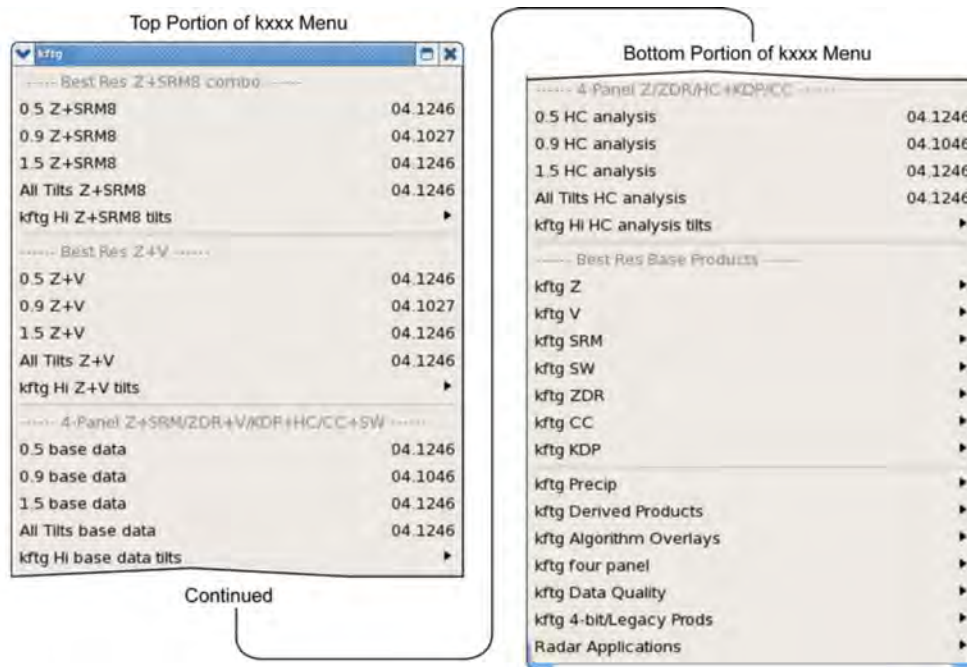 Top Portion of kxxx Menu
kftg
------ Best Res Z+SRM8 combo ------
0.5 Z+SRM8 04.1246
0.9 Z+SRM8 04.1027
1.5 Z+SRM8 04.1246
All Tilts Z+SRM8 04.1246
kftg Hi Z+SRM8 tilts
------ Best Res Z+V ------
0.5 Z+V 04.1246
0.9 Z+V 04.1027
1.5 Z+V 04.1246
All Tilts Z+V 04.1246
kftg Hi Z+V tilts
------ 4-Panel Z+SRM/ZDR+V/KDP+HC/CC+SW ------
0.5 base data 04.1246
0.9 base data 04.1046
1.5 base data 04.1246
All Tilts base data 04.1246
kftg Hi base data tilts
Continued
Bottom Portion of kxxx Menu
------ 4-Panel Z/ZDR/HC+KDP/CC ------
0.5 HC analysis 04.1246
0.9 HC analysis 04.1046
1.5 HC analysis 04.1246
All Tilts HC analysis 04.1246
kftg Hi HC analysis tilts
------ Best Res Base Products ------
kftg Z
kftg V
kftg SRM
kftg SW
kftg ZDR
kftg CC
kftg KDP
kftg Precip
kftg Derived Products
kftg Algorithm Overlays
kftg four panel
kftg Data Quality
kftg 4-bit/Legacy Prods
Radar Applications